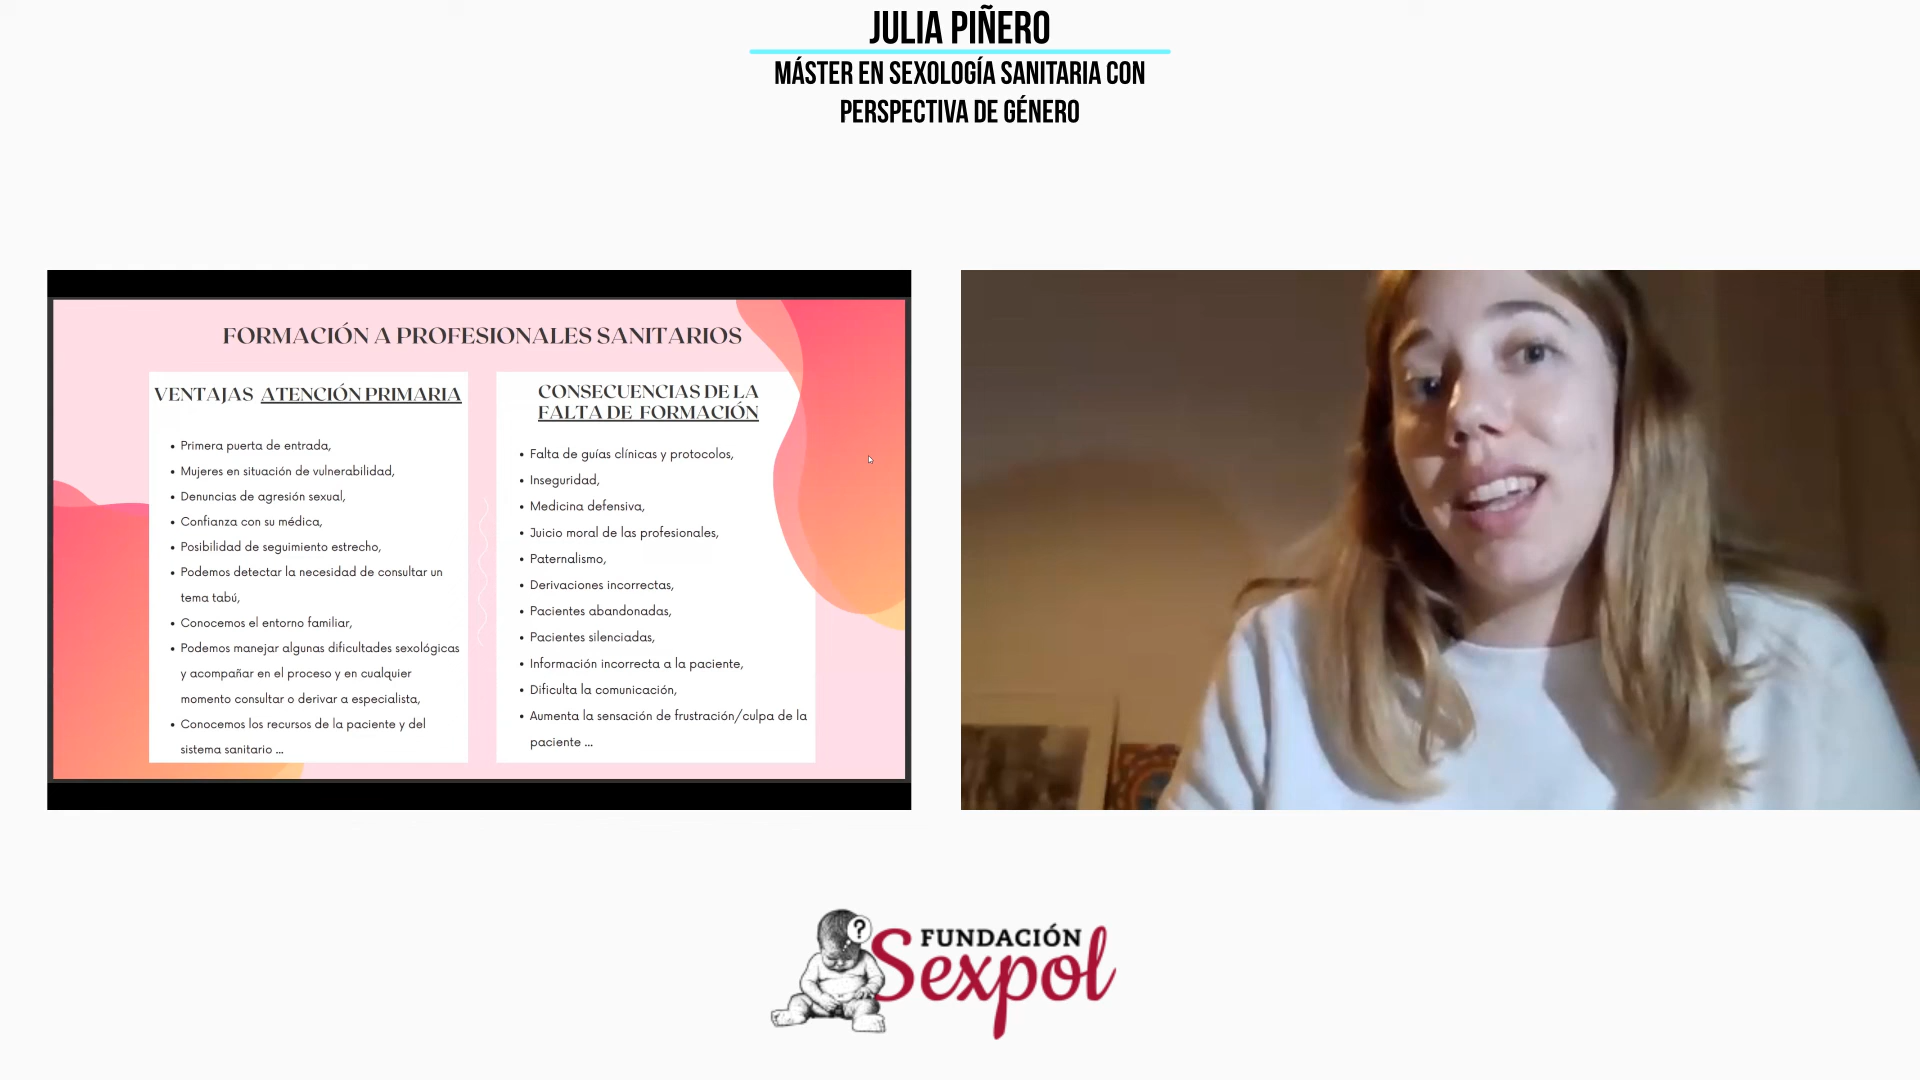 JULIA PIÑERO
MÁSTER EN SEXOLOGÍA SANITARIA CON
PERSPECTIVA DE GÉNERO
FORMACIÓN A PROFESIONALES SANITARIOS
VENTAJAS ATENCIÓN PRIMARIA
• Primera puerta de entrada,
• Mujeres en situación de vulnerabilidad,
• Denuncias de agresión sexual,
• Confianza con su médica,
• Posibilidad de seguimiento estrecho,
• Podemos detectar la necesidad de consultar un
tema tabú,
• Conocemos el entorno familiar,
• Podemos manejar algunas dificultades sexológicas
y acompañar en el proceso y en cualquier
momento consultar o derivar a especialista,
• Conocemos los recursos de la paciente y del
sistema sanitario ...
CONSECUENCIAS DE LA
FALTA DE FORMACIÓN
• Falta de guías clínicas y protocolos,
• Inseguridad,
• Medicina defensiva,
• Juicio moral de las profesionales,
• Paternalismo,
• Derivaciones incorrectas,
• Pacientes abandonadas,
• Pacientes silenciadas,
• Información incorrecta a la paciente,
• Dificulta la comunicación,
• Aumenta la sensación de frustración/culpa de la
paciente ...
?
FUNDACIÓN
Sexpol